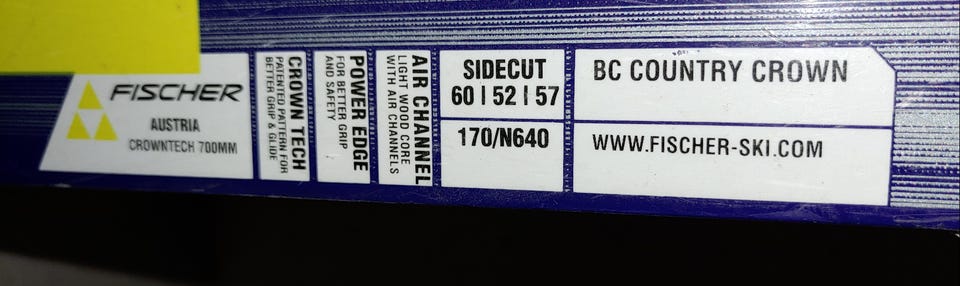 FISCHER
AUSTRIA
CROWNTECH 700MM
CROWN TECH
PATENTED PATTERN FOR
BETTER GRIP & GLIDE
POWER EDGE
FOR BETTER GRIP
AND SAFETY
AIR CHANNEL
LIGHT WOOD CORE
WITH AIR CHANNELS
SIDECUT
60 | 52 | 57
170/N640
BC COUNTRY CROWN
WWW.FISCHER-SKI.COM